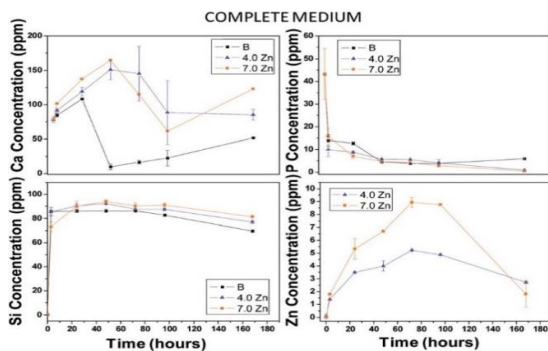 COMPLETE MEDIUM
Ca Concentration (ppm)
200
150
100
50
0
B
4.0 Zn
7.0 Zn
P Concentration (ppm)
60
50
40
30
20
10
0
B
4.0 Zn
7.0 Zn
Si Concentration (ppm)
100
80
60
40
20
0
B
4.0 Zn
7.0 Zn
0 20 40 60 80 100 120 140 160 180
Time (hours)
Zn Concentration (ppm)
10
9
8
7
6
5
4
3
2
1
0
4.0 Zn
7.0 Zn
0 20 40 60 80 100 120 140 160 180
Time (hours)